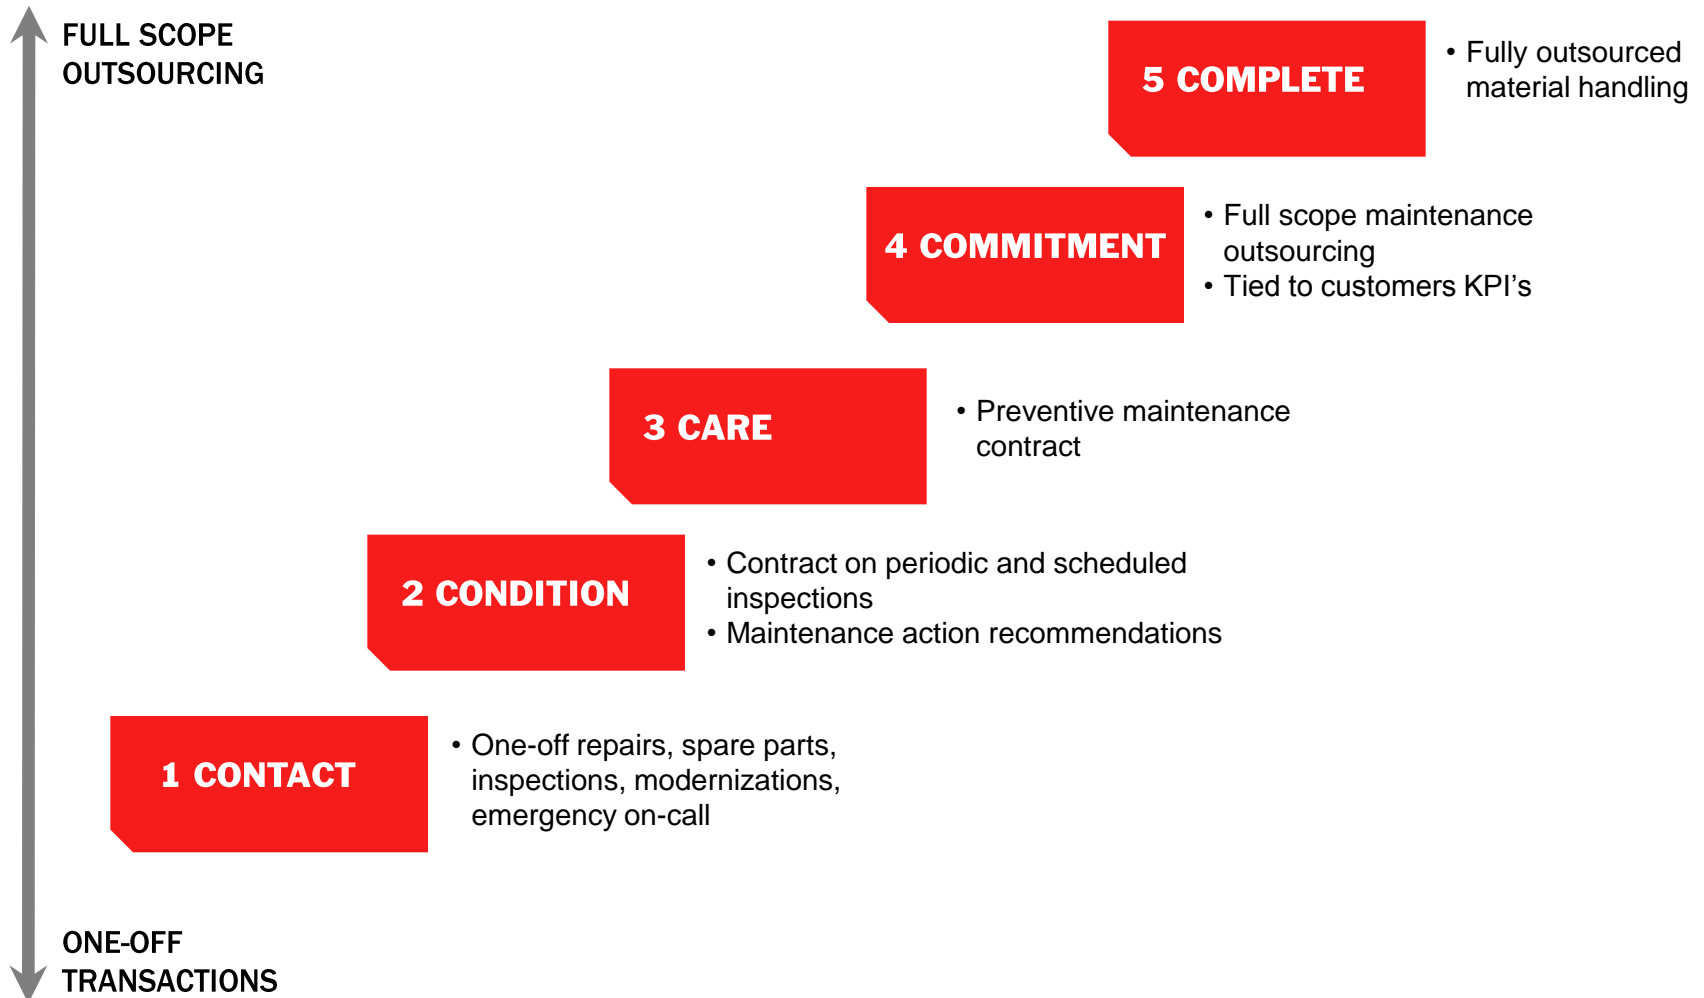 FULL SCOPE
OUTSOURCING
5 COMPLETE
• Fully outsourced
material handling
4 COMMITMENT
• Full scope maintenance
outsourcing
• Tied to customers KPI’s
3 CARE
• Preventive maintenance
contract
2 CONDITION
• Contract on periodic and scheduled
inspections
• Maintenance action recommendations
1 CONTACT
• One-off repairs, spare parts,
inspections, modernizations,
emergency on-call
ONE-OFF
TRANSACTIONS